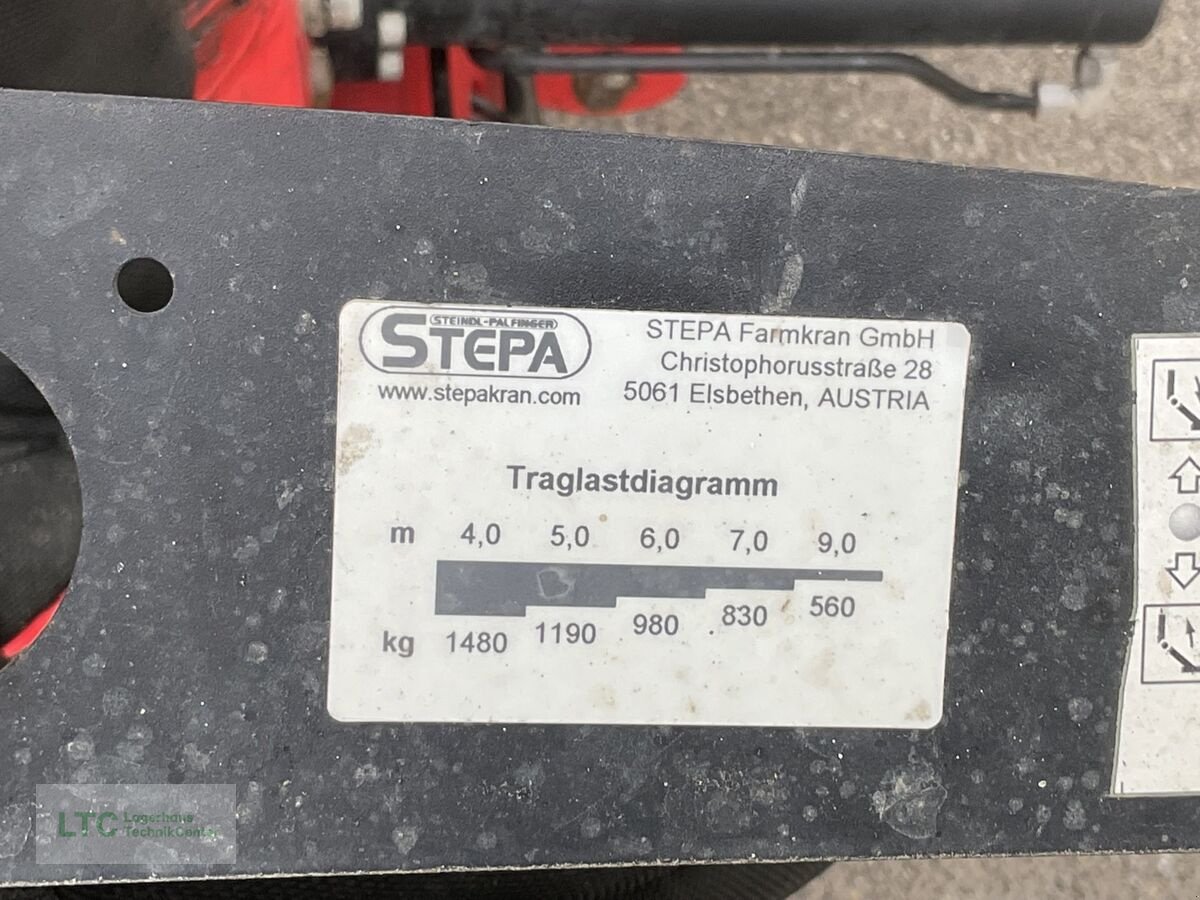 STEINDL-PALFINGER
STEPA
www.stepakran.com
STEPA Farmkran GmbH
Christophorusstraße 28
5061 Elsbethen, AUSTRIA
Traglastdiagramm
m 4,0 5,0 6,0 7,0 9,0
kg 1480 1190 980 830 560
LTC Lagerhaus
TechnikCenter